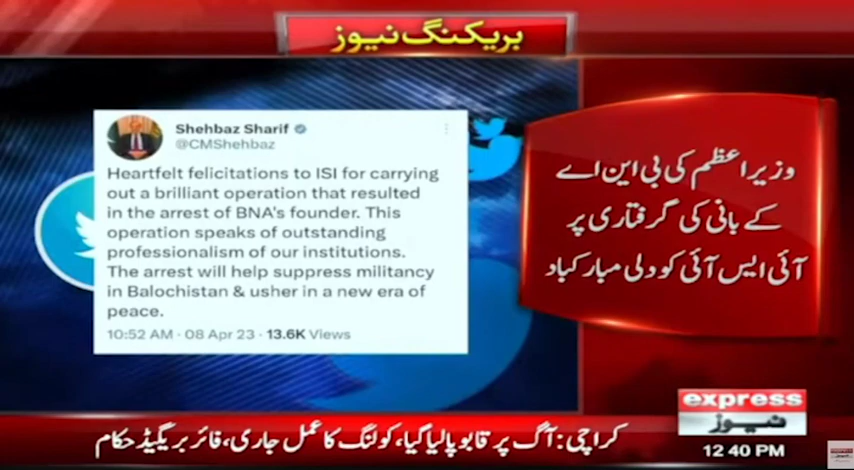 بریکنگ نیوز
Shehbaz Sharif
@CMShehbaz
Heartfelt felicitations to ISI for carrying
out a brilliant operation that resulted
in the arrest of BNA's founder. This
operation speaks of outstanding
professionalism of our institutions.
The arrest will help suppress militancy
in Balochistan & usher in a new era of
peace.
10:52 AM · 08 Apr 23 · 13.6K Views
وزیراعظم کی بی این اے
کے بانی کی گرفتاری پر
آئی ایس آئی کو دلی مبارکباد
express
نیوز
12:40 PM
کراچی: آگ پر قابو پالیا گیا، کولنگ کا عمل جاری، فائر بریگیڈ حکام